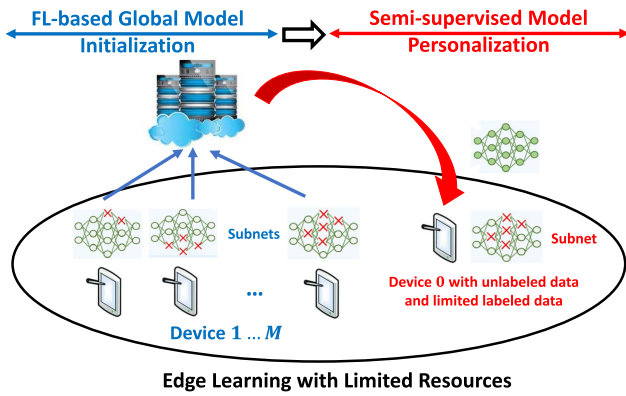 FL-based Global Model
Initialization
Semi-supervised Model
Personalization
Subnets
Subnet
...
Device 0 with unlabeled data
and limited labeled data
Device 1 ... M
Edge Learning with Limited Resources